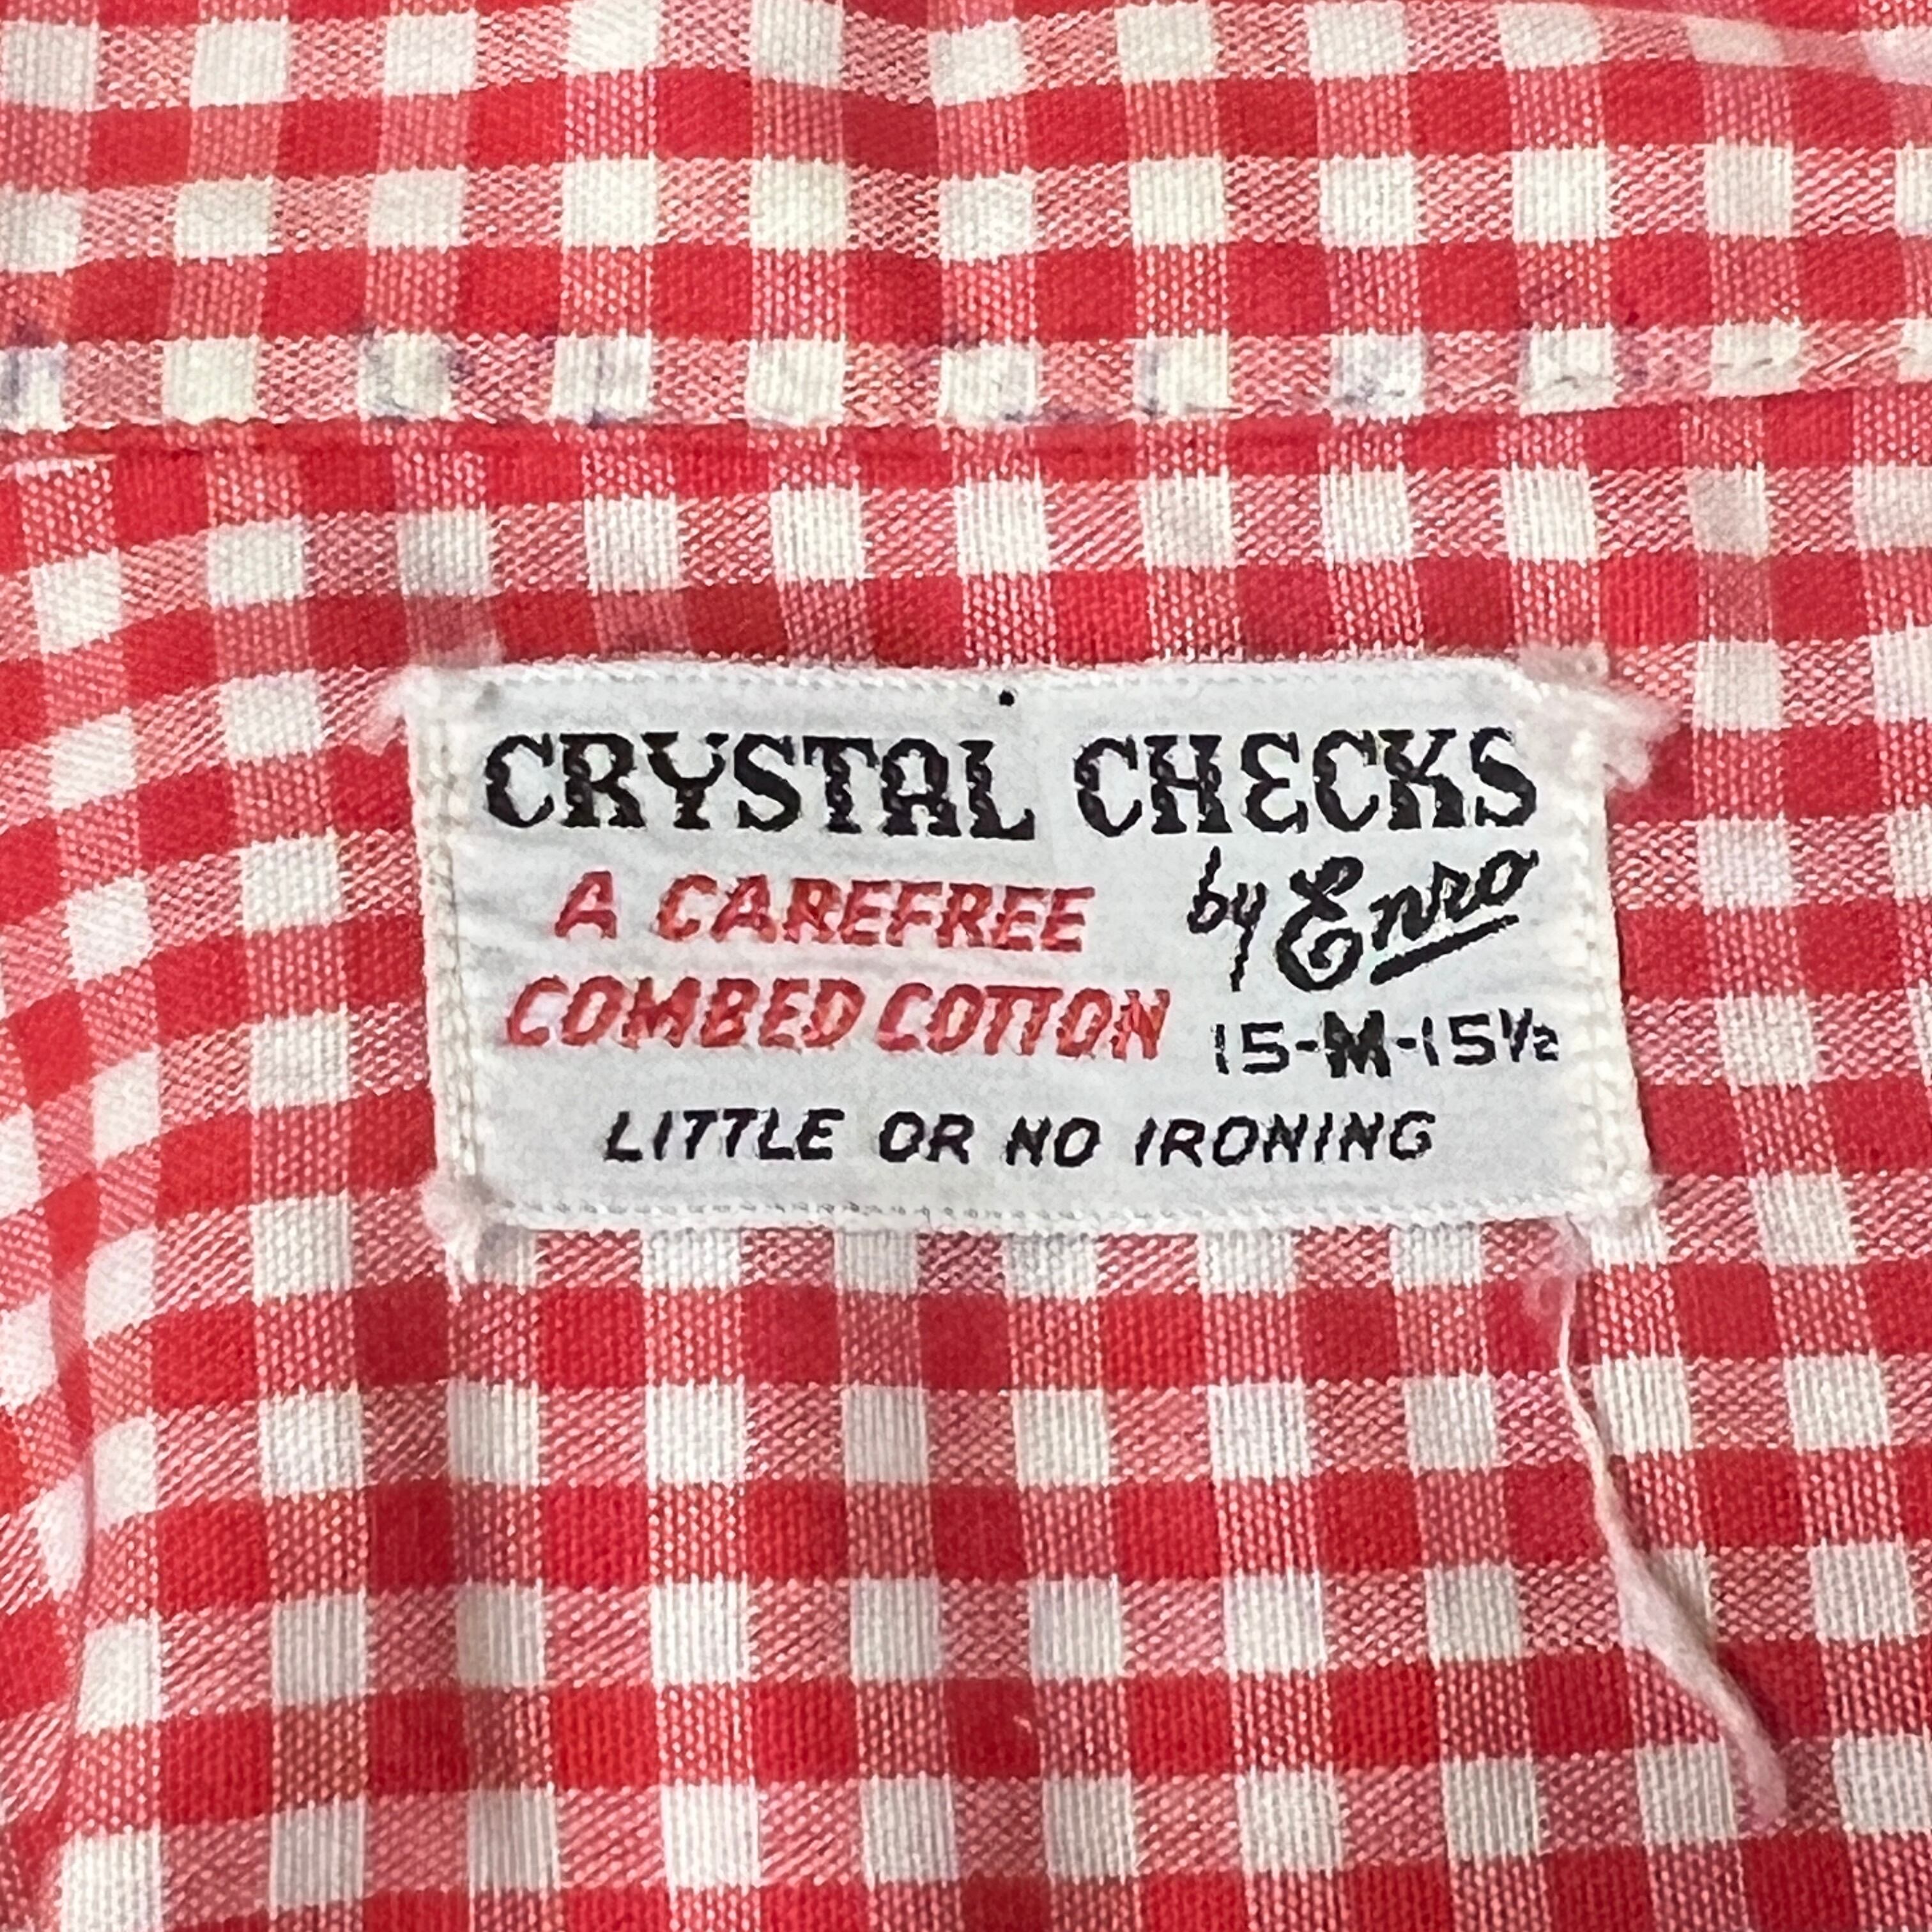 CRYSTAL CHECKS
A CAREFREE by Enro
COMBED COTTON 15-M-15½
LITTLE OR NO IRONING